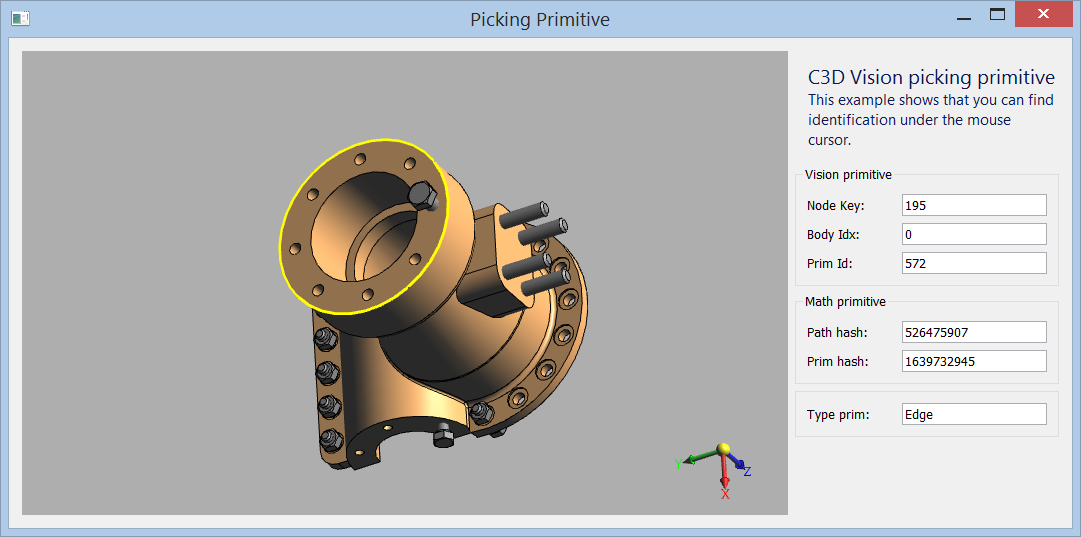 Picking Primitive
C3D Vision picking primitive
This example shows that you can find
identification under the mouse
cursor.
Vision primitive
Node Key: 195
Body Idx: 0
Prim Id: 572
Math primitive
Path hash: 526475907
Prim hash: 1639732945
Type prim: Edge
Y
Z
X